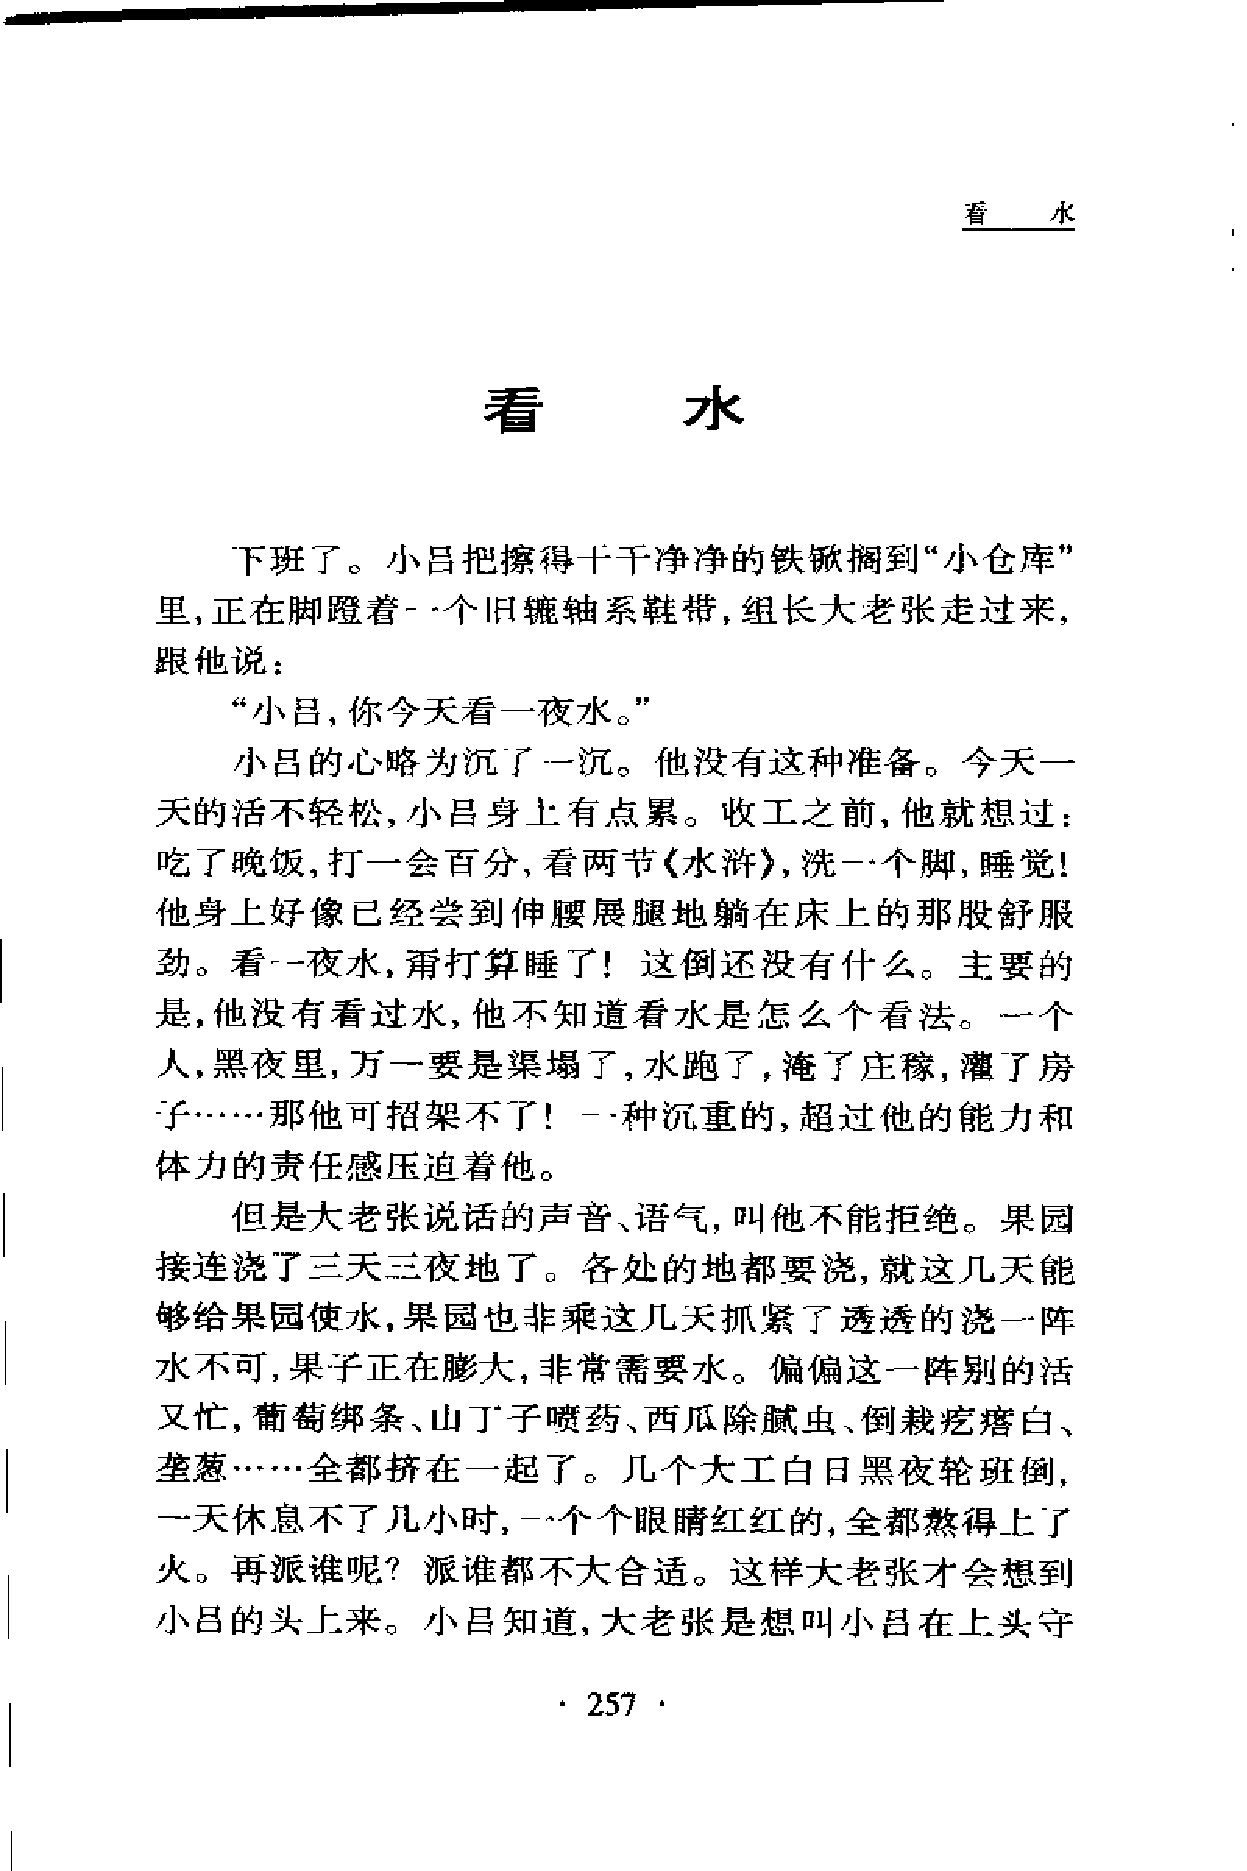 看 水
看 水
下班了。小吕把擦得干干净净的铁锨搁到“小仓库”
里,正在脚蹬着一个旧辘轴系鞋带,组长大老张走过来,
跟他说:
“小吕,你今天看一夜水。”
小吕的心略为沉了一沉。他没有这种准备。今天一
天的活不轻松,小吕身上有点累。收工之前,他就想过:
吃了晚饭,打一会百分,看两节《水浒》,洗一个脚,睡觉!
他身上好像已经尝到伸腰展腿地躺在床上的那股舒服
劲。看一夜水,甭打算睡了! 这倒还没有什么。主要的
是,他没有看过水,他不知道看水是怎么个看法。一个
人,黑夜里,万一要是渠塌了,水跑了,淹了庄稼,灌了房
子……那他可招架不了! 一种沉重的,超过他的能力和
体力的责任感压迫着他。
但是大老张说话的声音、语气,叫他不能拒绝。果园
接连浇了三天三夜地了。各处的地都要浇,就这几天能
够给果园使水,果园也非乘这几天抓紧了透透的浇一阵
水不可,果子正在膨大,非常需要水。偏偏这一阵别的活
又忙,葡萄绑条、山丁子喷药、西瓜除腻虫、倒栽疙瘩白、
垄葱……全都挤在一起了。几个大工白日黑夜轮班倒,
一天休息不了几小时,一个个眼睛红红的,全都熬得上了
火。再派谁呢? 派谁都不大合适。这样大老张才会想到
小吕的头上来。小吕知道,大老张是想叫小吕在上头守
· 257 ·